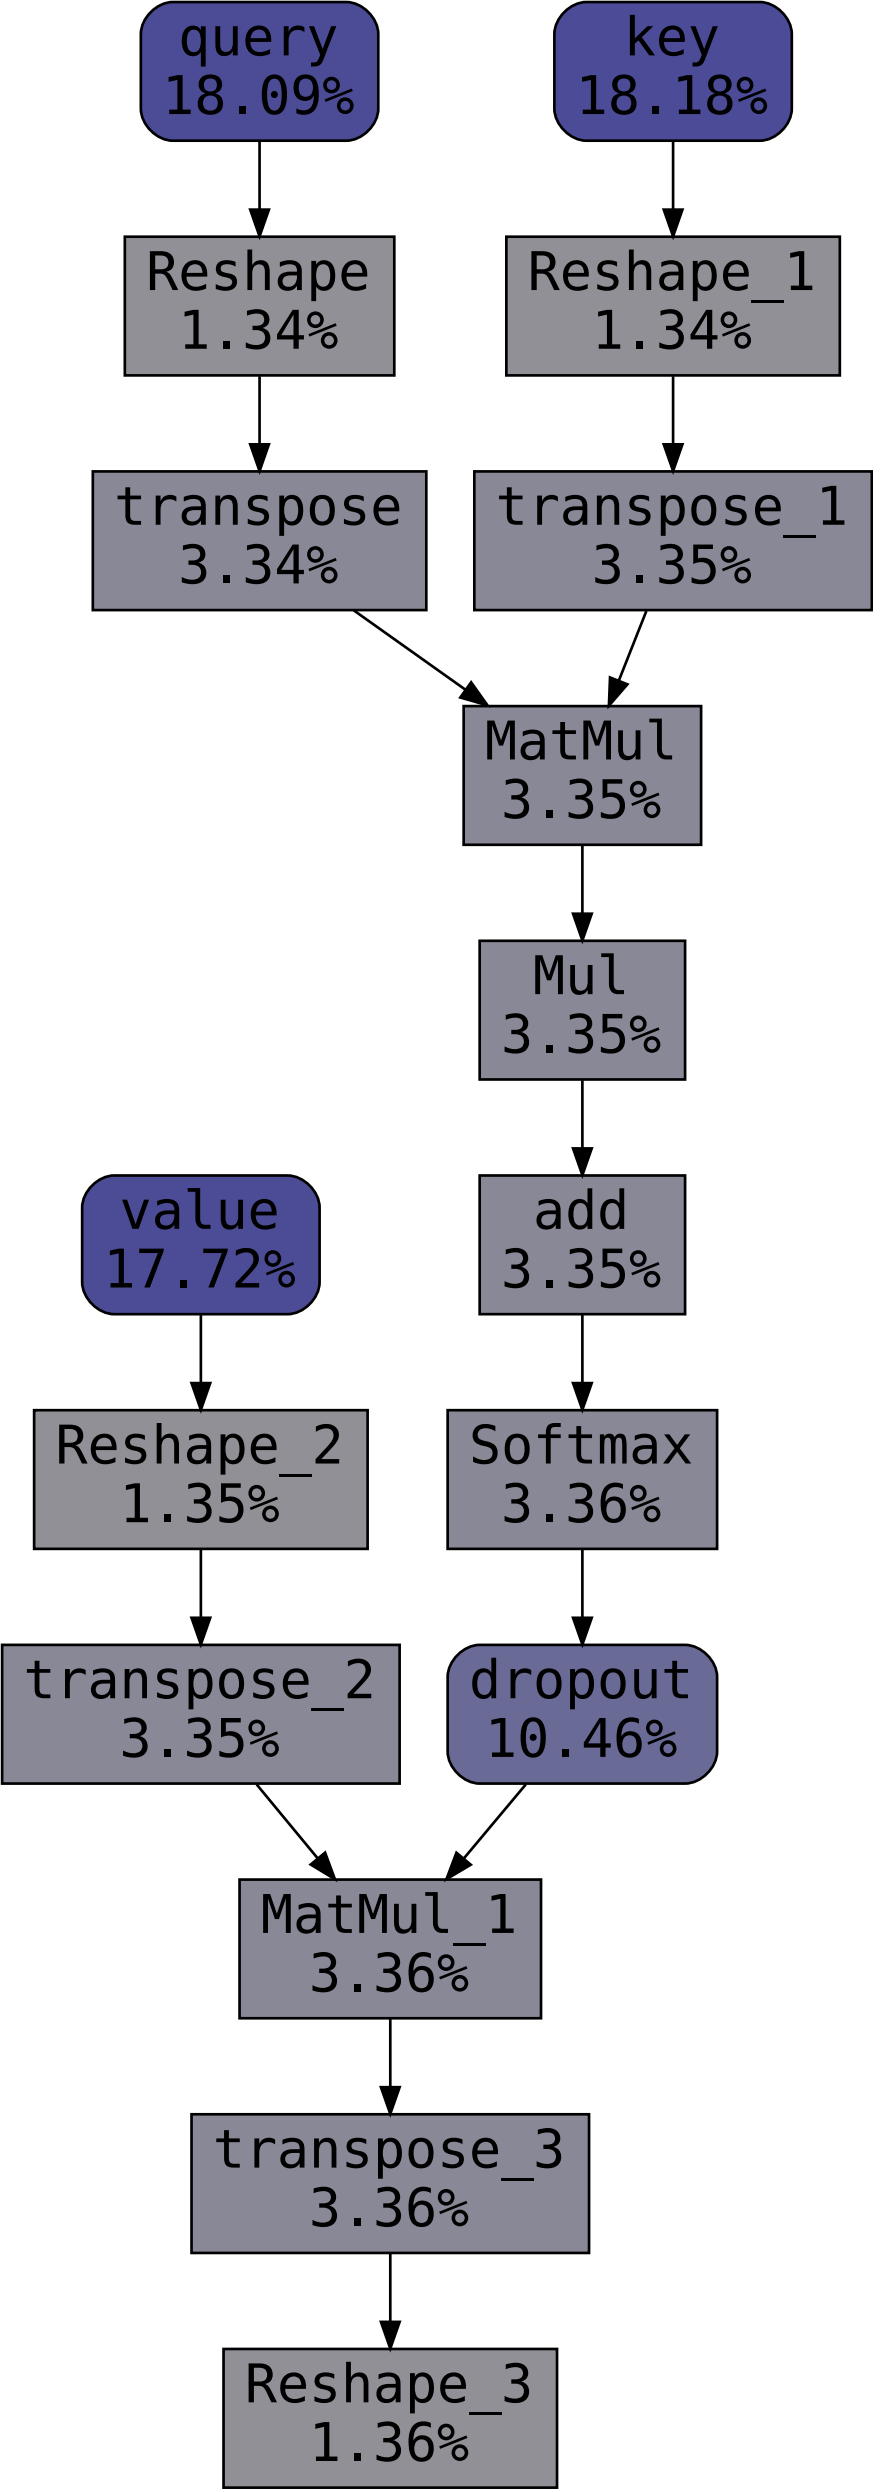 query
18.09%
key
18.18%
Reshape
1.34%
Reshape_1
1.34%
transpose
3.34%
transpose_1
3.35%
MatMul
3.35%
Mul
3.35%
add
3.35%
value
17.72%
Softmax
3.36%
Reshape_2
1.35%
dropout
10.46%
transpose_2
3.35%
MatMul_1
3.36%
transpose_3
3.36%
Reshape_3
1.36%